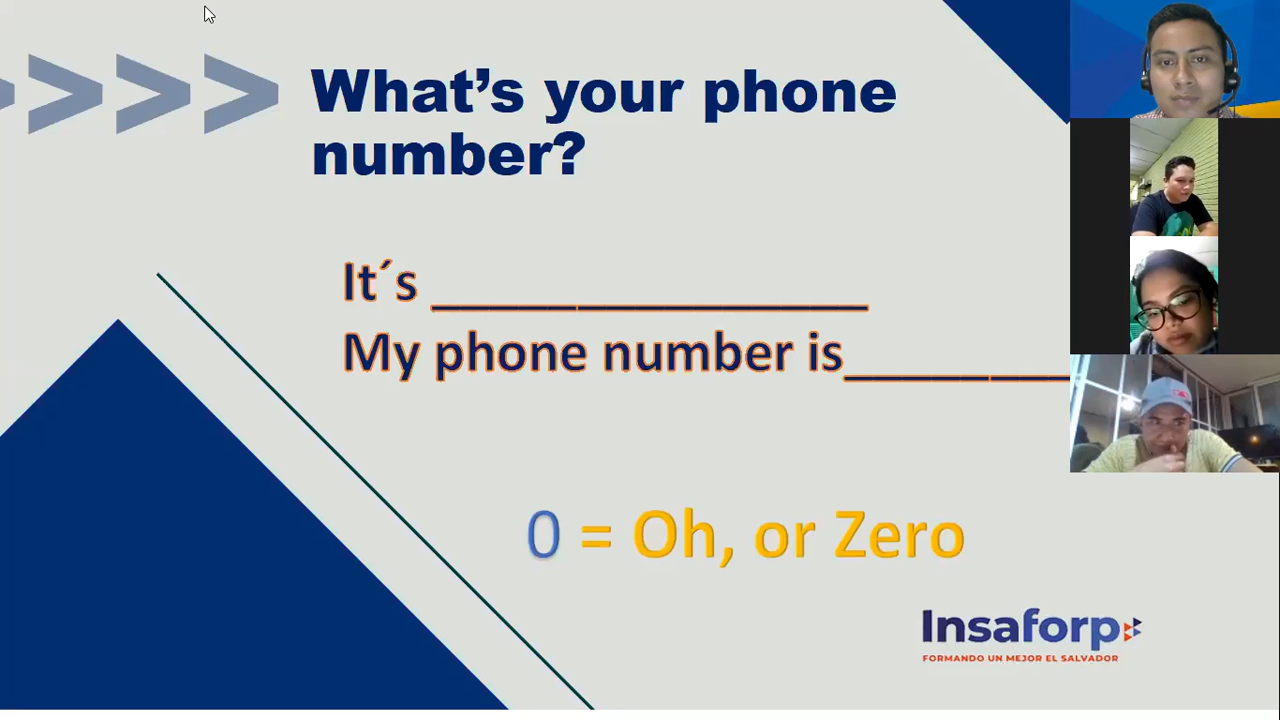 What's your phone
number?
It´s _______________
My phone number is________
0 = Oh, or Zero
Insaforp
FORMANDO UN MEJOR EL SALVADOR